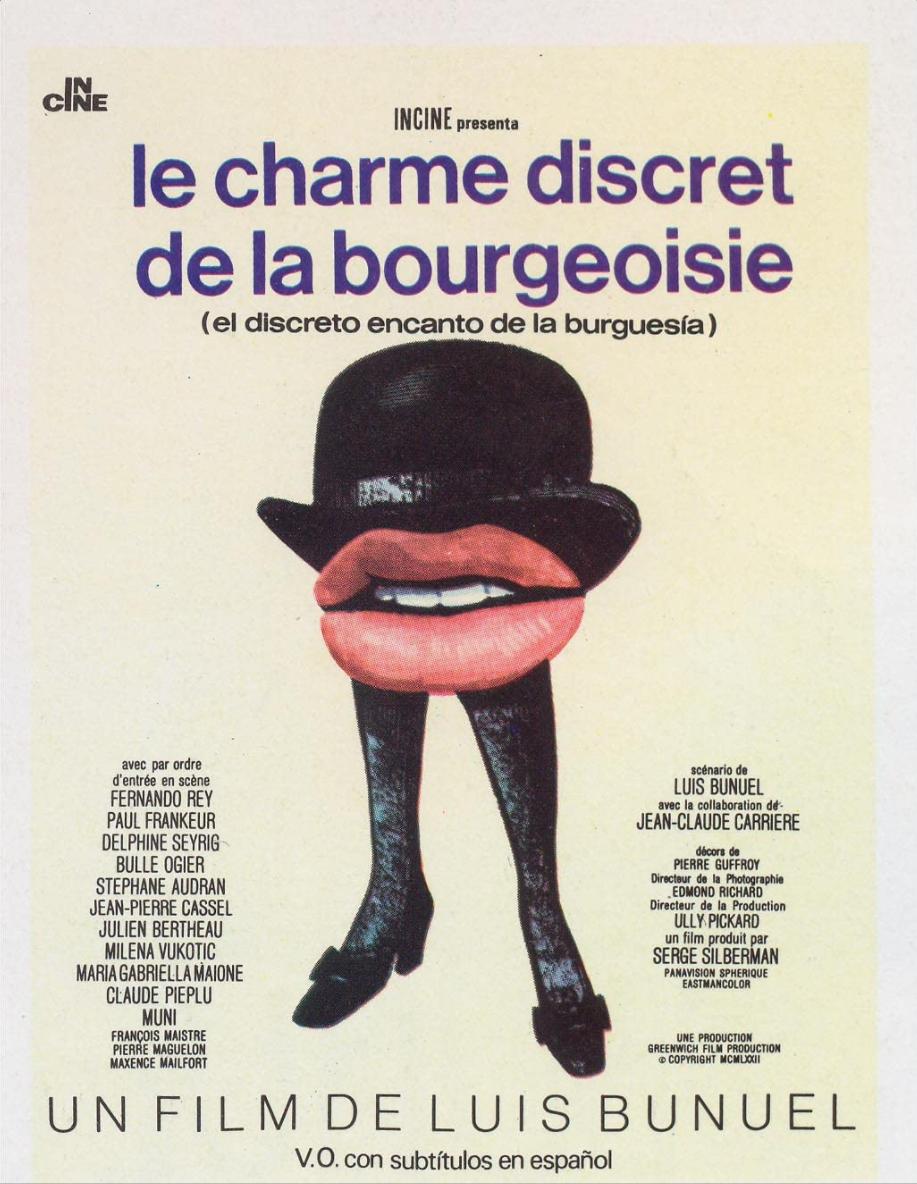 IN
CINE
INCINE presenta
le charme discret
de la bourgeoisie
(el discreto encanto de la burguesía)
avec par ordre
d'entrée en scène
FERNANDO REY
PAUL FRANKEUR
DELPHINE SEYRIG
BULLE OGIER
STEPHANE AUDRAN
JEAN-PIERRE CASSEL
JULIEN BERTHEAU
MILENA VUKOTIC
MARIA GABRIELLA MAIONE
CLAUDE PIEPLU
MUNI
FRANÇOIS MAISTRE
PIERRE MAGUELON
MAXENCE MAILFORT
scénario de
LUIS BUNUEL
avec la collaboration de
JEAN-CLAUDE CARRIERE
décors de
PIERRE GUFFROY
Directeur de la Photographie
EDMOND RICHARD
Directeur de la Production
ULLY PICKARD
un film produit par
SERGE SILBERMAN
PANAVISION SPHERIQUE
EASTMANCOLOR
UNE PRODUCTION
GREENWICH FILM PRODUCTION
© COPYRIGHT MCMLXXII
UN FILM DE LUIS BUNUEL
V.O. con subtítulos en español